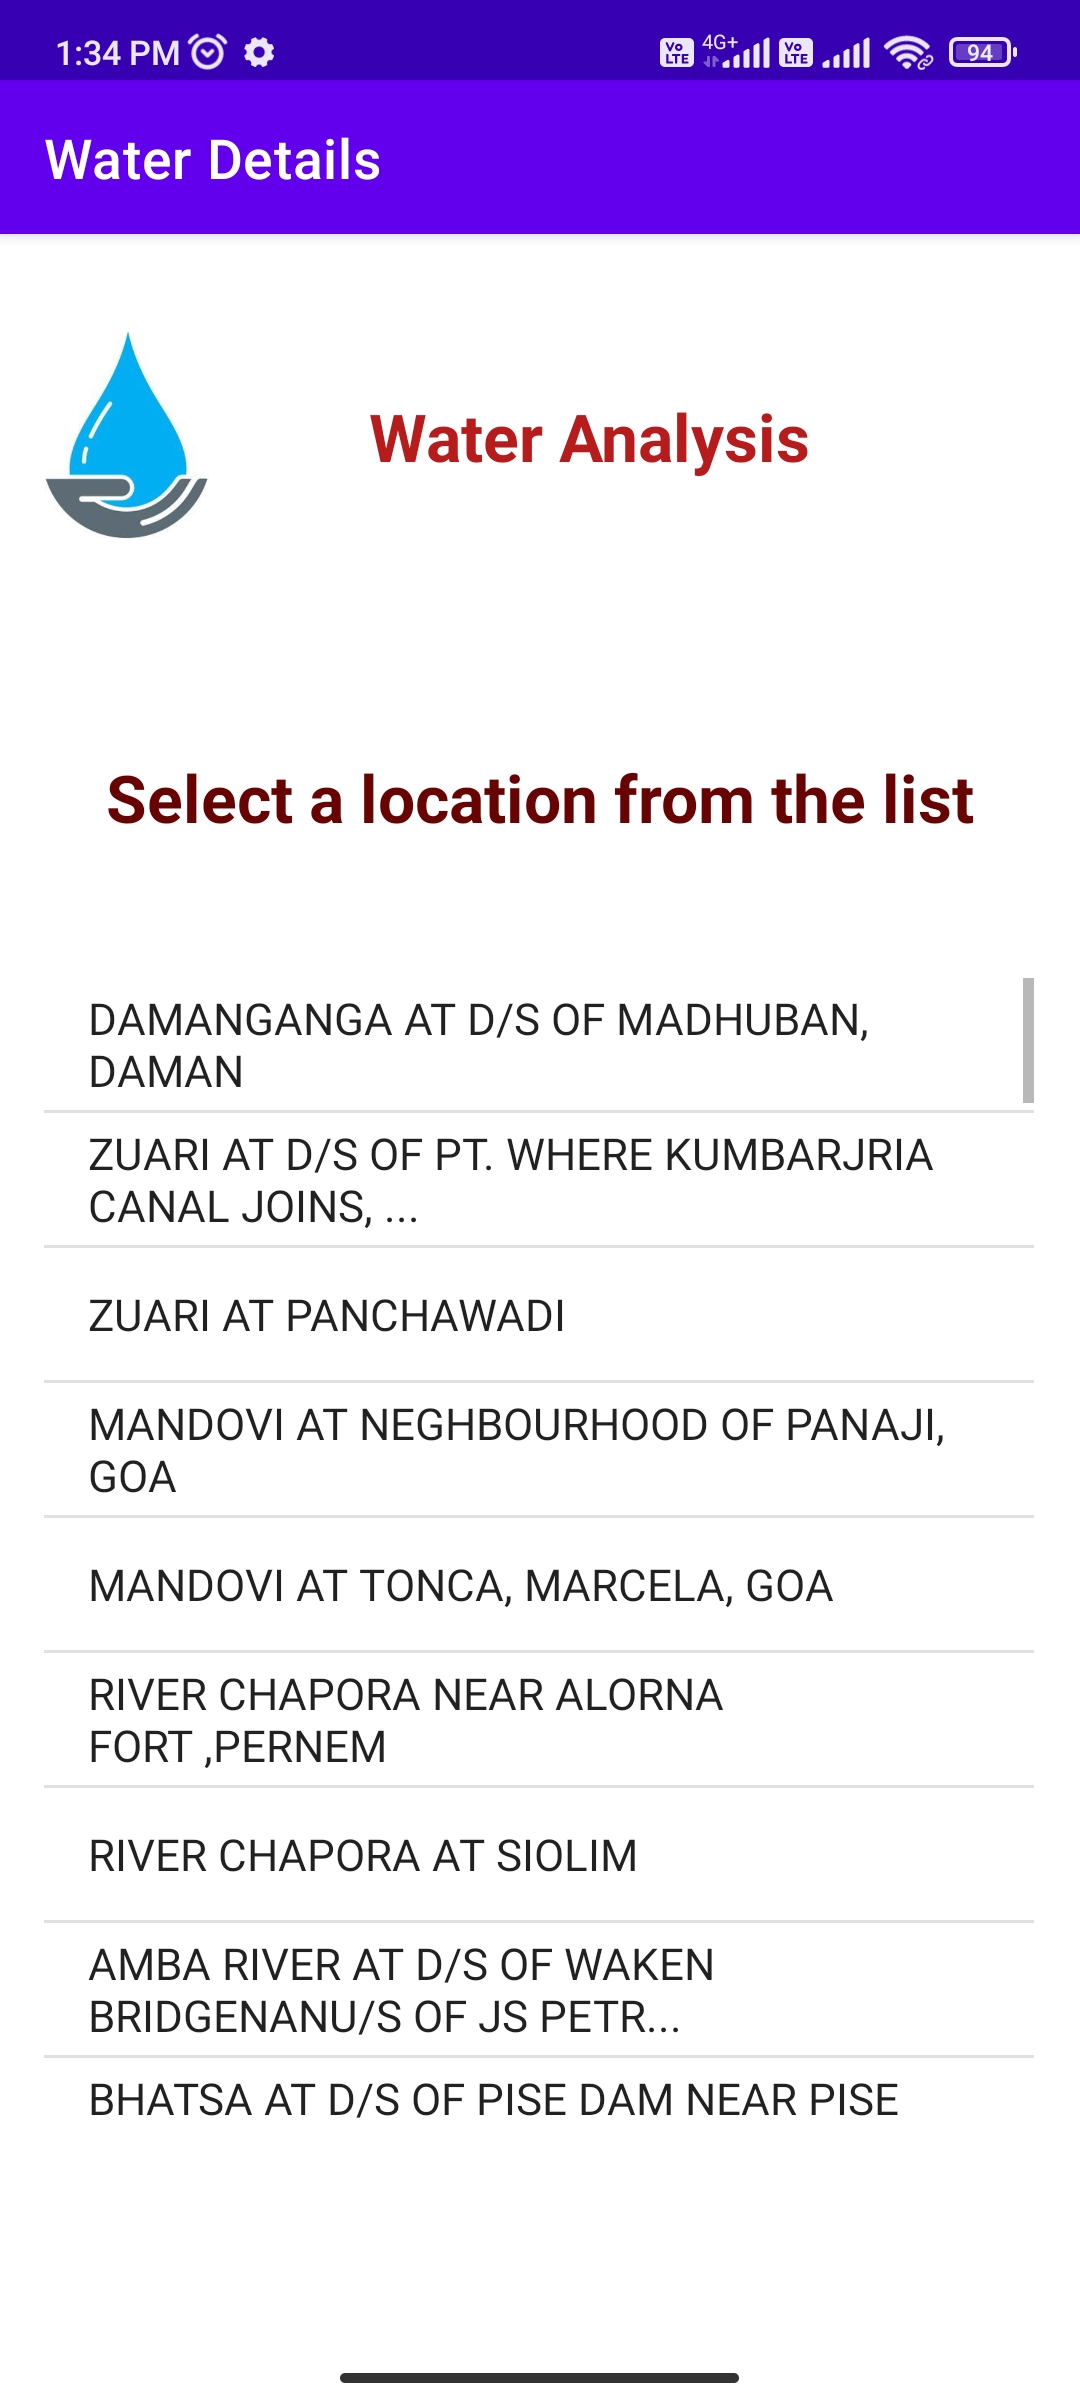 1:34 PM
Vo LTE 4G+ Vo LTE 94
Water Details
Water Analysis
Select a location from the list
DAMANGANGA AT D/S OF MADHUBAN,
DAMAN
ZUARI AT D/S OF PT. WHERE KUMBARJRIA
CANAL JOINS, ...
ZUARI AT PANCHAWADI
MANDOVI AT NEGHBOURHOOD OF PANAJI,
GOA
MANDOVI AT TONCA, MARCELA, GOA
RIVER CHAPORA NEAR ALORNA
FORT ,PERNEM
RIVER CHAPORA AT SIOLIM
AMBA RIVER AT D/S OF WAKEN
BRIDGENANU/S OF JS PETR...
BHATSA AT D/S OF PISE DAM NEAR PISE